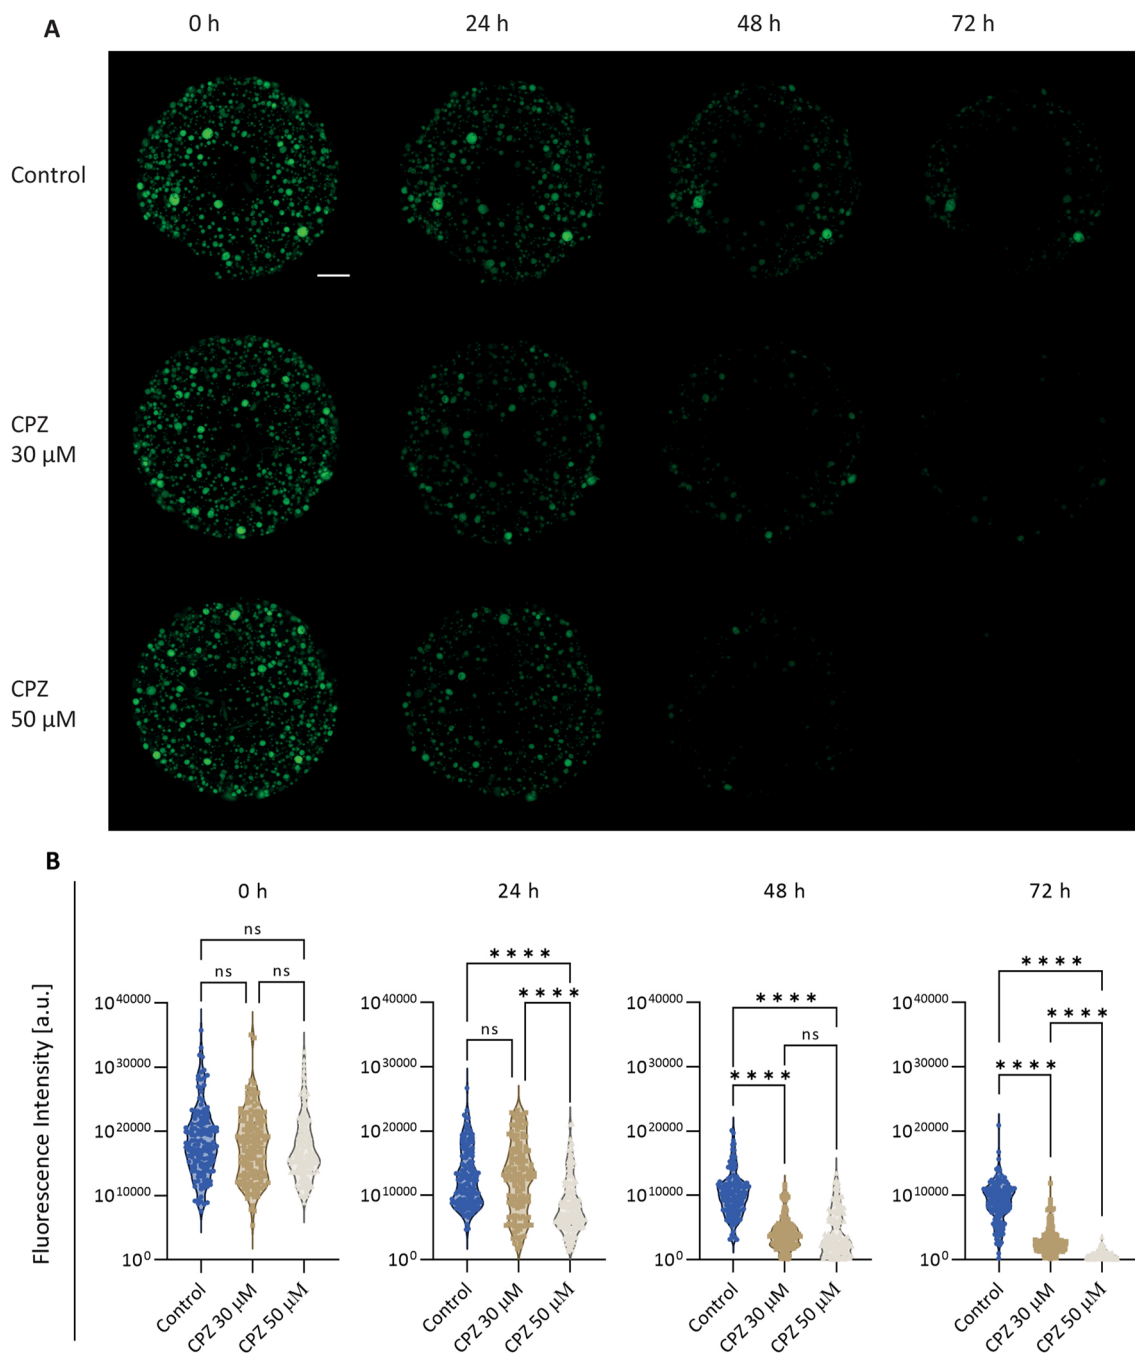 A
0 h 24 h 48 h 72 h
Control
CPZ
30 µM
CPZ
50 µM
B
0 h 24 h 48 h 72 h
ns
ns ns
10⁴⁰⁰⁰⁰
10³⁰⁰⁰⁰
10²⁰⁰⁰⁰
10¹⁰⁰⁰⁰
10⁰
Fluorescence Intensity [a.u.]
Control
CPZ 30 µM
CPZ 50 µM
****
****
ns
10⁴⁰⁰⁰⁰
10³⁰⁰⁰⁰
10²⁰⁰⁰⁰
10¹⁰⁰⁰⁰
10⁰
Control
CPZ 30 µM
CPZ 50 µM
****
ns
****
10⁴⁰⁰⁰⁰
10³⁰⁰⁰⁰
10²⁰⁰⁰⁰
10¹⁰⁰⁰⁰
10⁰
Control
CPZ 30 µM
CPZ 50 µM
****
****
****
10⁴⁰⁰⁰⁰
10³⁰⁰⁰⁰
10²⁰⁰⁰⁰
10¹⁰⁰⁰⁰
10⁰
Control
CPZ 30 µM
CPZ 50 µM